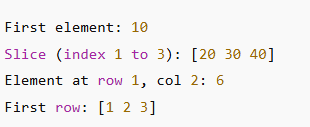 First element: 10
Slice (index 1 to 3): [20 30 40]
Element at row 1, col 2: 6
First row: [1 2 3]